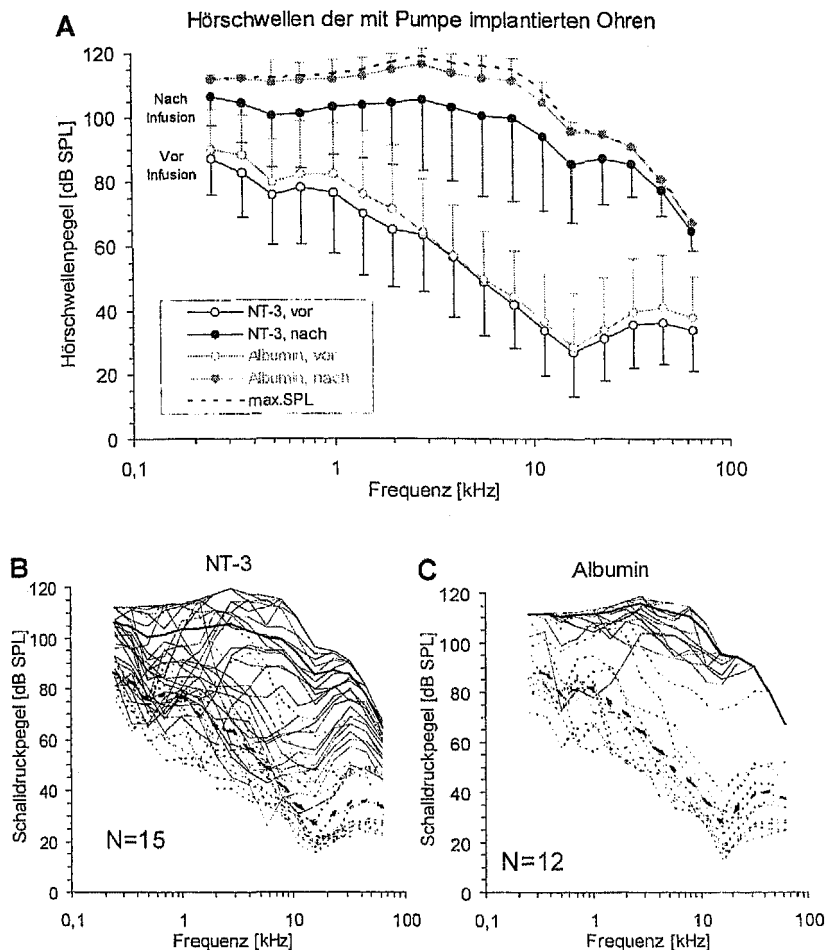 A
Hörschwellen der mit Pumpe implantierten Ohren
Hörschwellenpegel [dB SPL]
120
100
80
60
40
20
0
Nach
Infusion
Vor
Infusion
NT-3, vor
NT-3, nach
Albumin, vor
Albumin, nach
max.SPL
0,1
1
10
100
Frequenz [kHz]
B
NT-3
Schalldruckpegel [dB SPL]
120
100
80
60
40
20
0
N=15
0,1
1
10
100
Frequenz [kHz]
C
Albumin
Schalldruckpegel [dB SPL]
120
100
80
60
40
20
0
N=12
0,1
1
10
100
Frequenz [kHz]